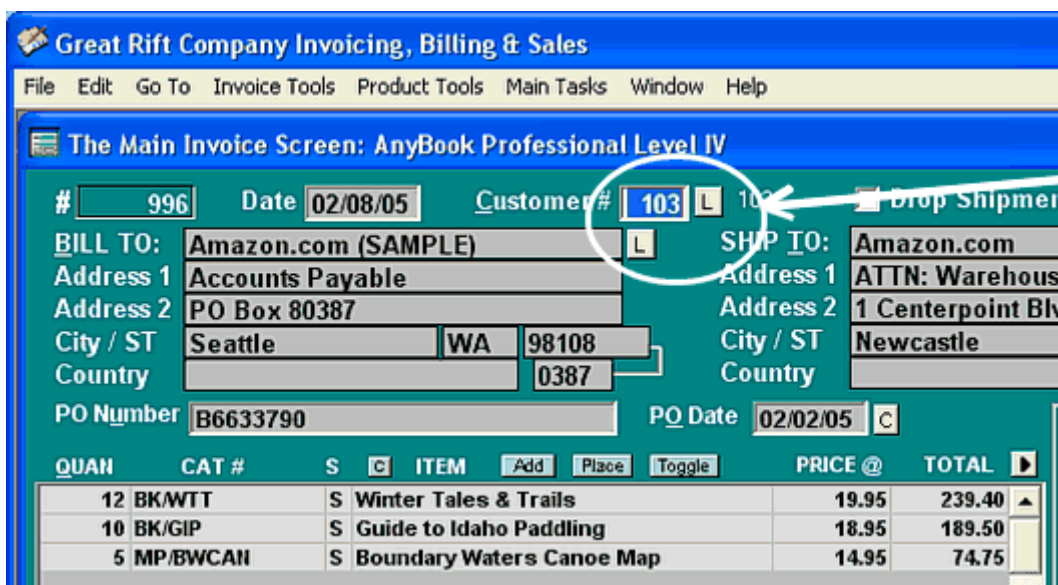 Great Rift Company Invoicing, Billing & Sales
File Edit Go To Invoice Tools Product Tools Main Tasks Window Help
The Main Invoice Screen: AnyBook Professional Level IV
# 996 Date 02/08/05 Customer# 103 L Drop Shipmen
BILL TO: Amazon.com (SAMPLE) L SHIP TO: Amazon.com
Address 1 Accounts Payable Address 1 ATTN: Warehous
Address 2 PO Box 80387 Address 2 1 Centerpoint Blv
City / ST Seattle WA 98108 City / ST Newcastle
Country 0387 Country
PO Number B6633790 PO Date 02/02/05 C
QUAN CAT # S C ITEM Add Place Toggle PRICE @ TOTAL
12 BK/WTT S Winter Tales & Trails 19.95 239.40
10 BK/GIP S Guide to Idaho Paddling 18.95 189.50
5 MP/BWCAN S Boundary Waters Canoe Map 14.95 74.75